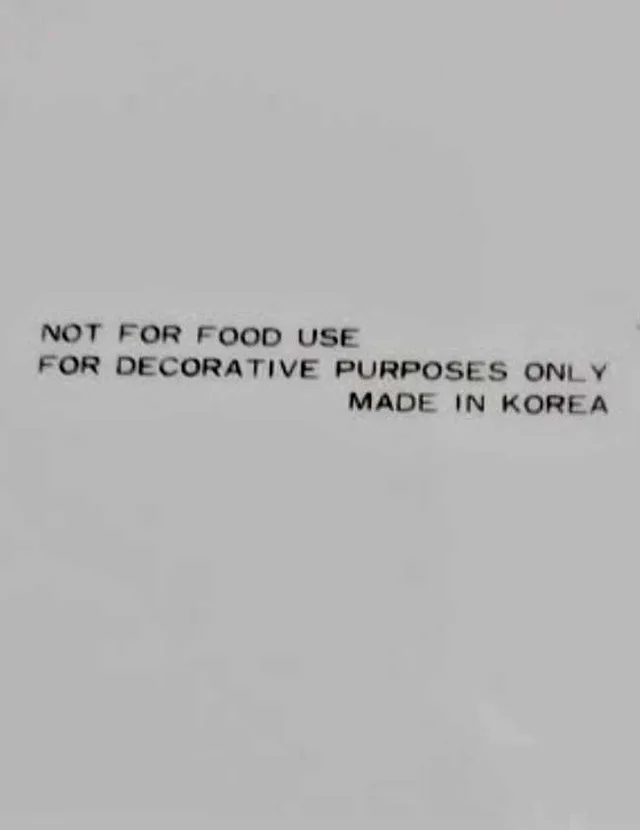 NOT FOR FOOD USE
FOR DECORATIVE PURPOSES ONLY
MADE IN KOREA